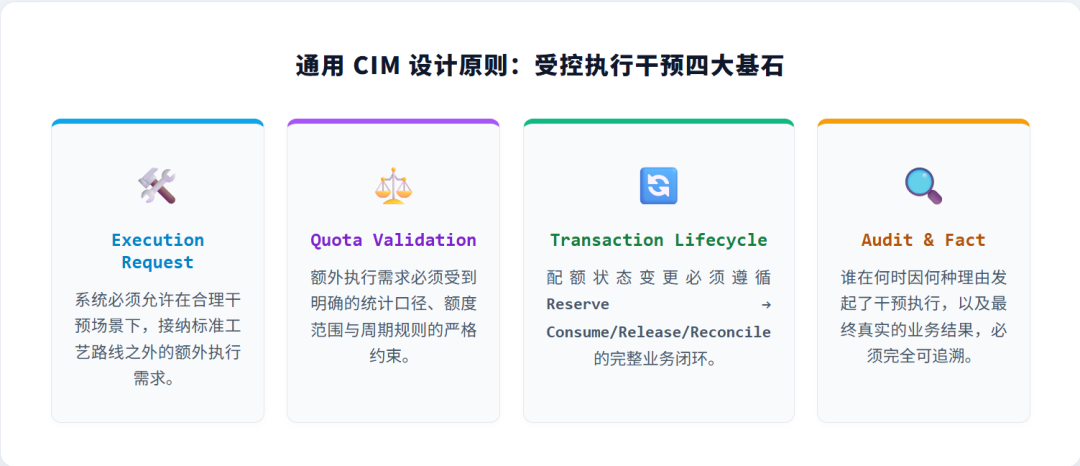 通用 CIM 设计原则：受控执行干预四大基石
Execution
Request
系统必须允许在合理干
预场景下，接纳标准工
艺路线之外的额外执行
需求。
Quota Validation
额外执行需求必须受到
明确的统计口径、额度
范围与周期规则的严格
约束。
Transaction Lifecycle
配额状态变更必须遵循
Reserve →
Consume/Release/Reconcile
的完整业务闭环。
Audit & Fact
谁在何时因何种理由发
起了干预执行，以及最
终真实的业务结果，必
须完全可追溯。